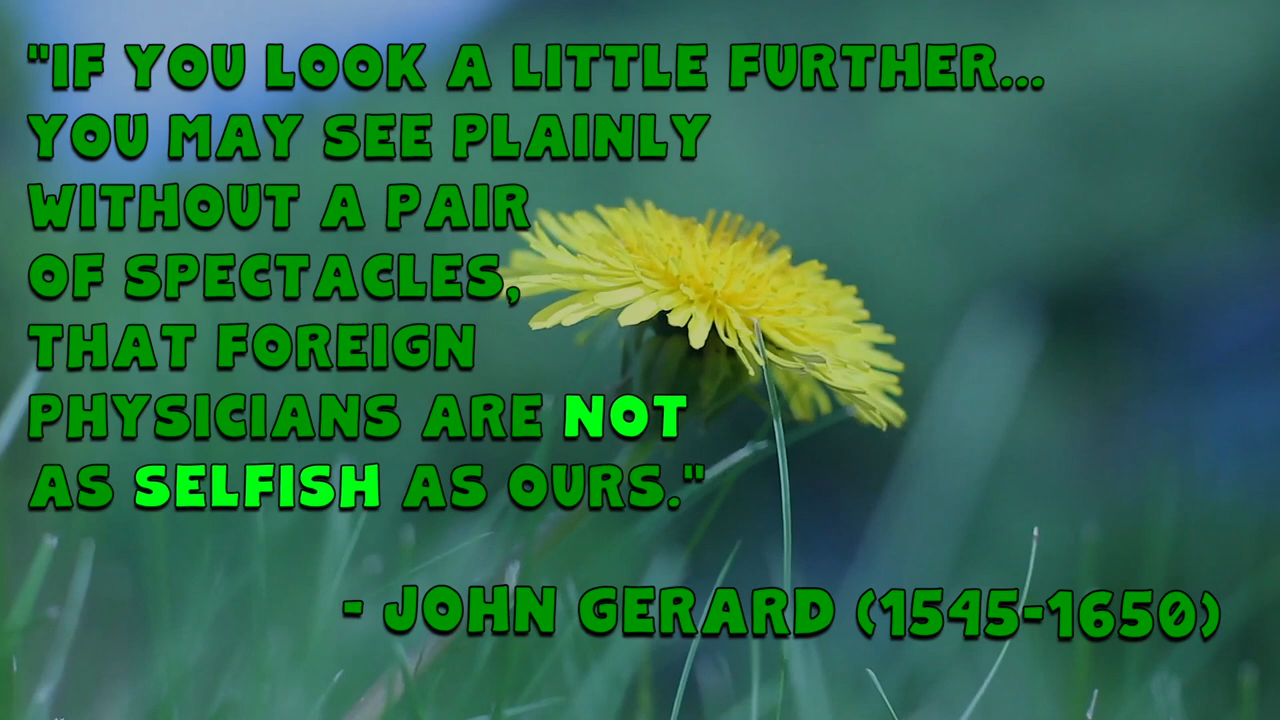 "IF YOU LOOK A LITTLE FURTHER...
YOU MAY SEE PLAINLY
WITHOUT A PAIR
OF SPECTACLES,
THAT FOREIGN
PHYSICIANS ARE NOT
AS SELFISH AS OURS."
- JOHN GERARD (1545-1650)